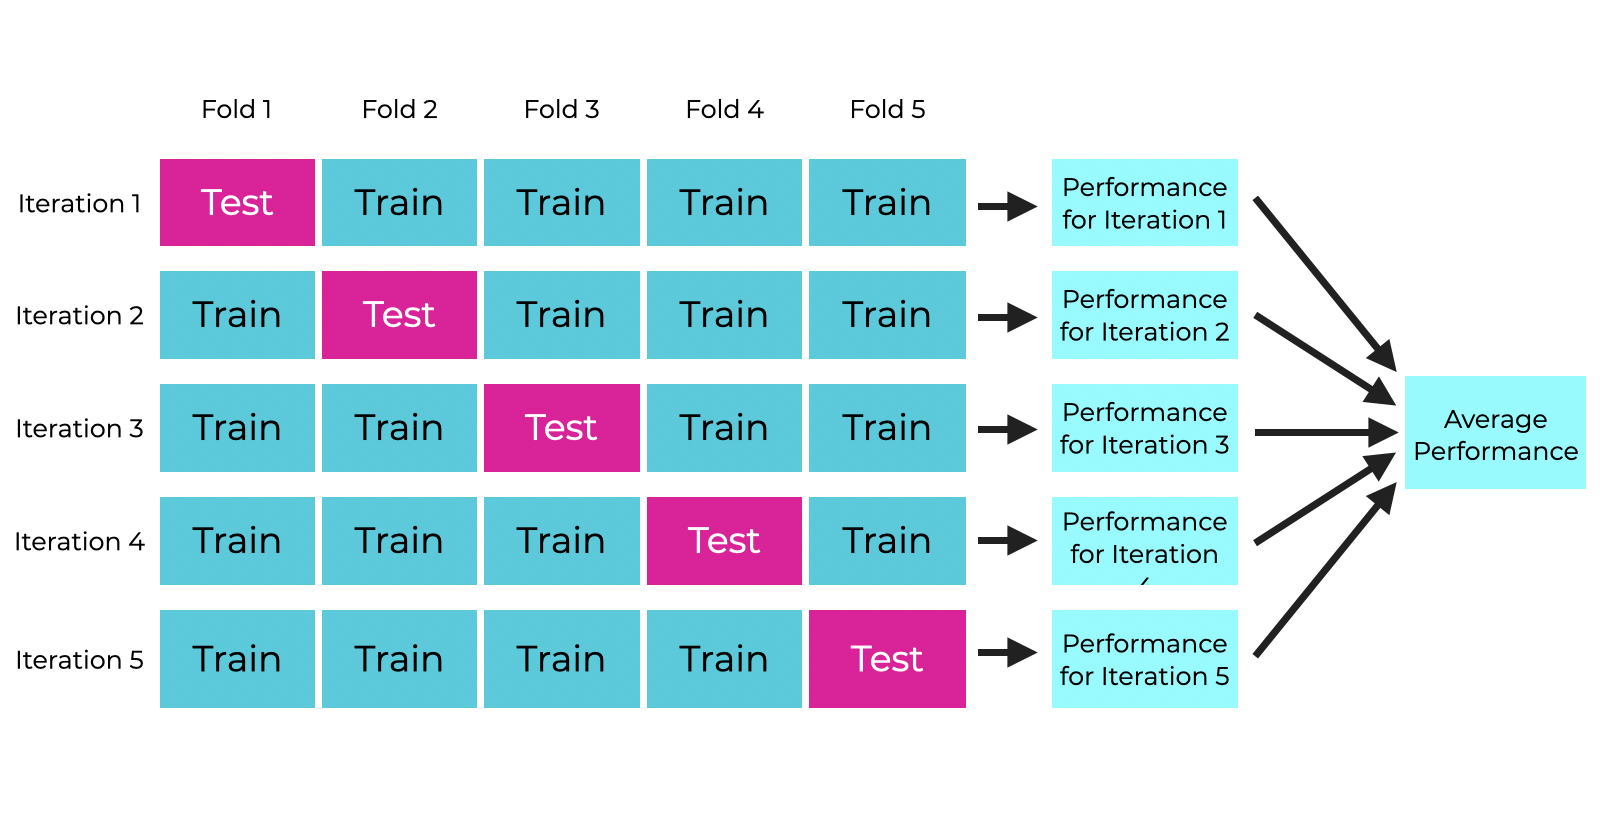 Fold 1 Fold 2 Fold 3 Fold 4 Fold 5
Iteration 1 Test Train Train Train Train Performance
for Iteration 1
Iteration 2 Train Test Train Train Train Performance
for Iteration 2
Iteration 3 Train Train Test Train Train Performance
for Iteration 3
Average
Performance
Iteration 4 Train Train Train Test Train Performance
for Iteration
Iteration 5 Train Train Train Train Test Performance
for Iteration 5